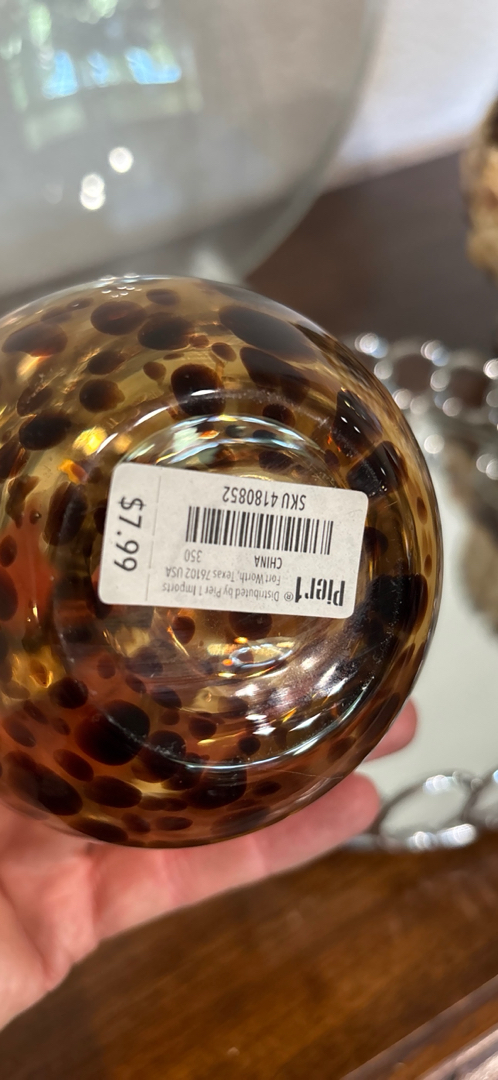 Pier 1®
Distributed by Pier 1 Imports
Fort Worth, Texas 76102 USA
CHINA 350
SKU 4180852
$7.99